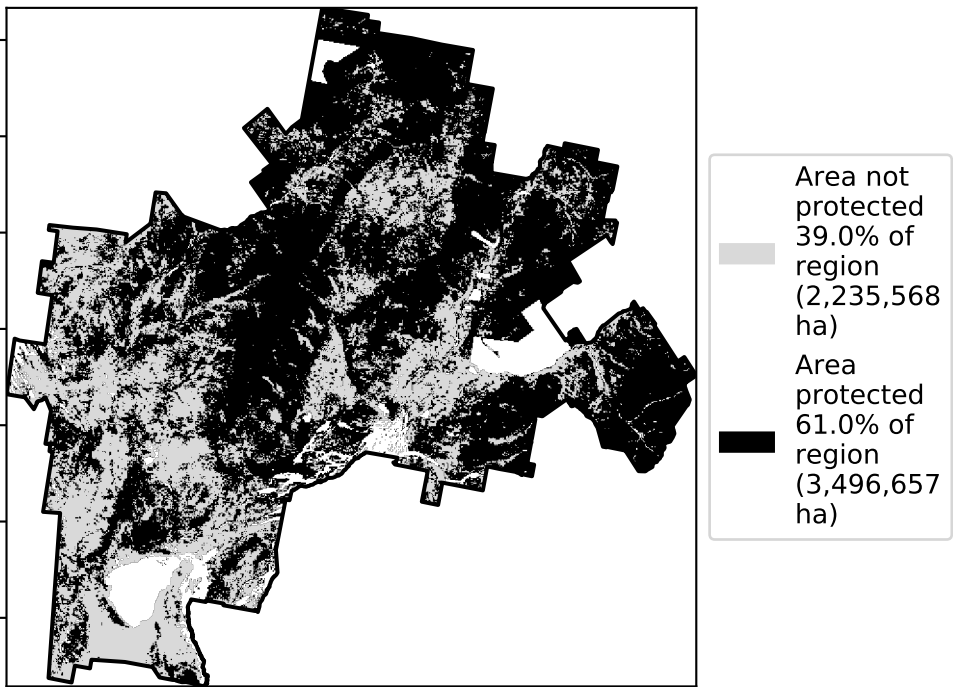 Area not
protected
39.0% of
region
(2,235,568
ha)
Area
protected
61.0% of
region
(3,496,657
ha)